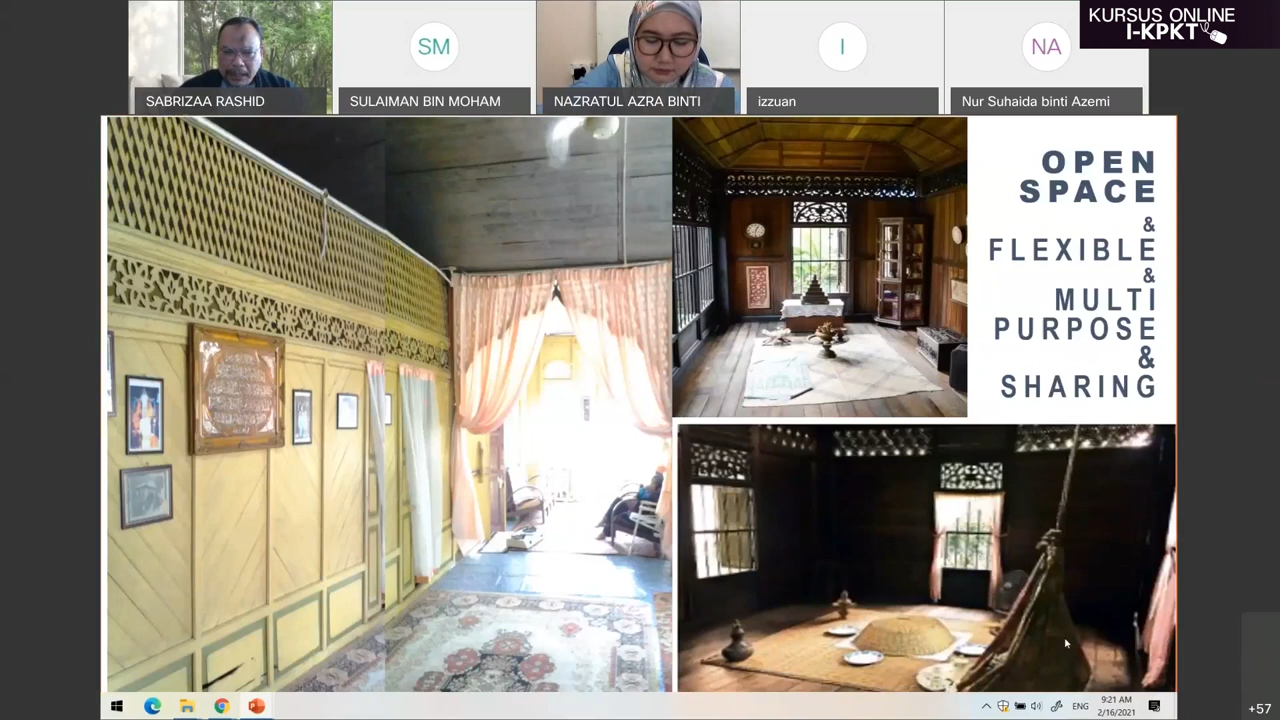 KURSUS ONLINE
I-KPKT
SM
I
NA
SABRIZAA RASHID
SULAIMAN BIN MOHAM
NAZRATUL AZRA BINTI
izzuan
Nur Suhaida binti Azemi
OPEN
SPACE
&
FLEXIBLE
&
MULTI
PURPOSE
&
SHARING
ENG
9:21 AM
2/16/2021
+57